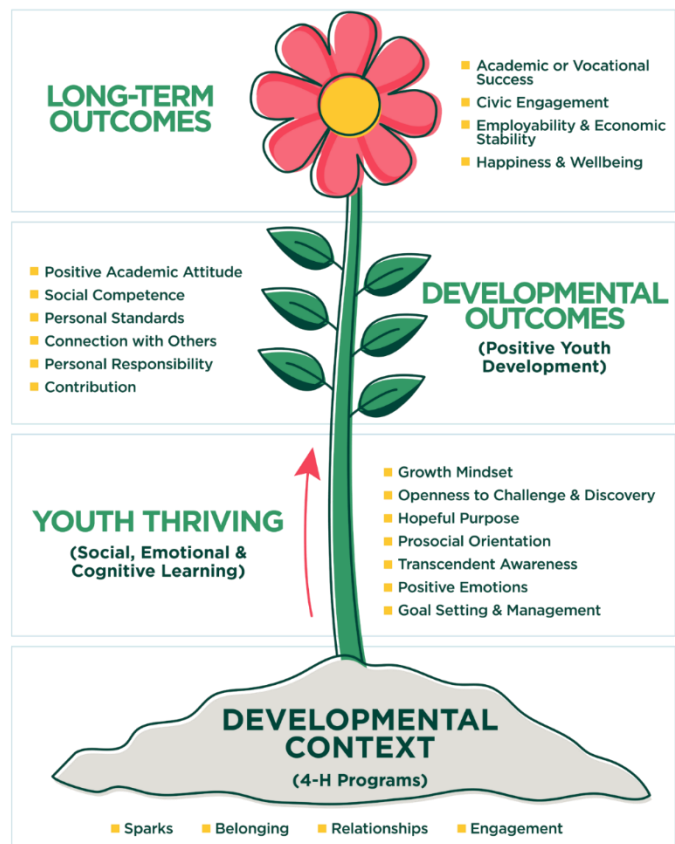 LONG-TERM
OUTCOMES
Academic or Vocational
Success
Civic Engagement
Employability & Economic
Stability
Happiness & Wellbeing
Positive Academic Attitude
Social Competence
Personal Standards
Connection with Others
Personal Responsibility
Contribution
DEVELOPMENTAL
OUTCOMES
(Positive Youth
Development)
YOUTH THRIVING
(Social, Emotional &
Cognitive Learning)
Growth Mindset
Openness to Challenge & Discovery
Hopeful Purpose
Prosocial Orientation
Transcendent Awareness
Positive Emotions
Goal Setting & Management
DEVELOPMENTAL
CONTEXT
(4-H Programs)
Sparks
Belonging
Relationships
Engagement